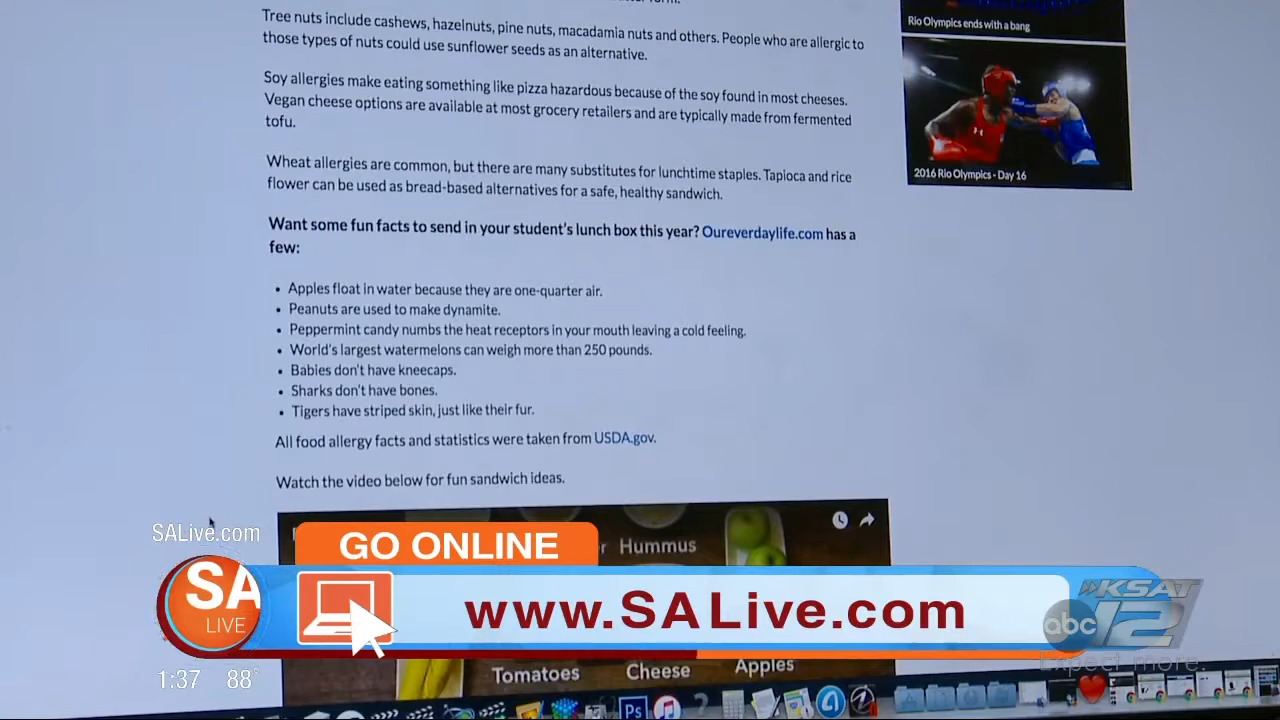 Tree nuts include cashews, hazelnuts, pine nuts, macadamia nuts and others. People who are allergic to
those types of nuts could use sunflower seeds as an alternative.
Soy allergies make eating something like pizza hazardous because of the soy found in most cheeses.
Vegan cheese options are available at most grocery retailers and are typically made from fermented
tofu.
Wheat allergies are common, but there are many substitutes for lunchtime staples. Tapioca and rice
flower can be used as bread-based alternatives for a safe, healthy sandwich.
Want some fun facts to send in your student's lunch box this year? Oureverdaylife.com has a
few:
• Apples float in water because they are one-quarter air.
• Peanuts are used to make dynamite.
• Peppermint candy numbs the heat receptors in your mouth leaving a cold feeling.
• World's largest watermelons can weigh more than 250 pounds.
• Babies don't have kneecaps.
• Sharks don't have bones.
• Tigers have striped skin, just like their fur.
All food allergy facts and statistics were taken from USDA.gov.
Watch the video below for fun sandwich ideas.
Rio Olympics ends with a bang
2016 Rio Olympics - Day 16
Hummus
SALive.com
GO ONLINE
www.SALive.com
SA
LIVE
KSAT
abc 12
Expect more.
1:37 88°
Tomatoes
Cheese
Apples
Ps